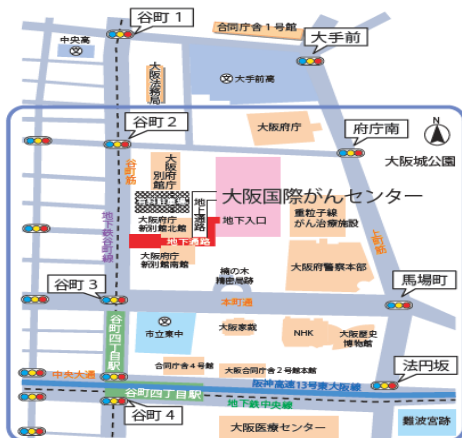 谷町1
合同庁舎1号館
大手前
中央高
大阪法務局
大手前高
谷町2
大阪府庁
府庁南
N
大阪城公園
谷町筋
大阪
別府
館庁
大阪国際がんセンター
地上通路
地下入口
大阪府庁
新別館北館
重粒子線
がん治療施設
地下通路
上町筋
地下鉄谷町線
大阪府庁
新別館南館
大阪府警察本部
楠の木
精密局跡
谷町3
本町通
馬場町
谷町四丁目駅
市立東中
大阪家裁
NHK
大阪歴史
博物館
中央大通
合同庁舎4号館
大阪合同庁舎2号館本館
法円坂
阪神高速13号東大阪線
谷町四丁目駅
地下鉄中央線
谷町4
大阪医療センター
難波宮跡